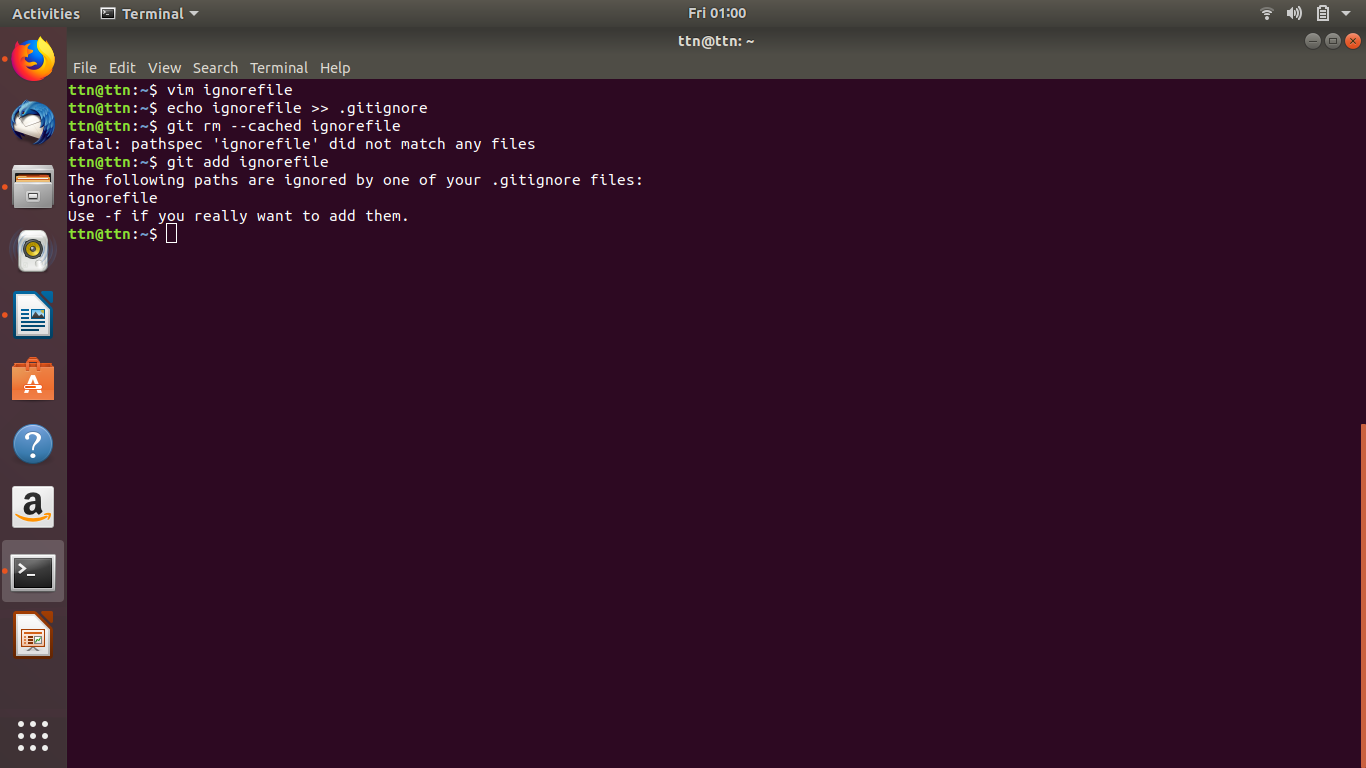 Activities Terminal Fri 01:00
ttn@ttn: ~
File Edit View Search Terminal Help
ttn@ttn:~$ vim ignorefile
ttn@ttn:~$ echo ignorefile >> .gitignore
ttn@ttn:~$ git rm --cached ignorefile
fatal: pathspec 'ignorefile' did not match any files
ttn@ttn:~$ git add ignorefile
The following paths are ignored by one of your .gitignore files:
ignorefile
Use -f if you really want to add them.
ttn@ttn:~$